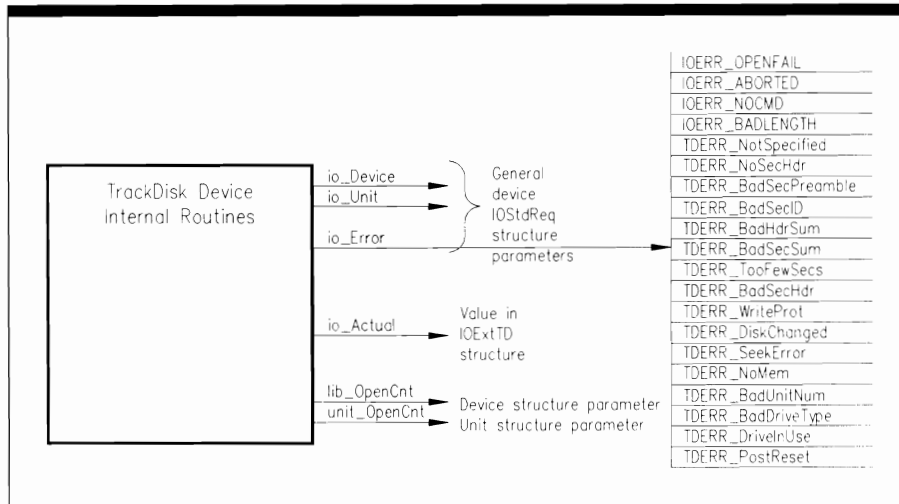 TrackDisk Device
Internal Routines
io_Device
io_Unit
io_Error
io_Actual
lib_OpenCnt
unit_OpenCnt
General
device
IOStdReq
structure
parameters
Value in
IOExtTD
structure
Device structure parameter
Unit structure parameter
IOERR_OPENFAIL
IOERR_ABORTED
IOERR_NOCMD
IOERR_BADLENGTH
TDERR_NotSpecified
TDERR_NoSecHdr
TDERR_BadSecPreamble
TDERR_BadSecID
TDERR_BadHdrSum
TDERR_BadSecSum
TDERR_TooFewSecs
TDERR_BadSecHdr
TDERR_WriteProt
TDERR_DiskChanged
TDERR_SeekError
TDERR_NoMem
TDERR_BadUnitNum
TDERR_BadDriveType
TDERR_DriveInUse
TDERR_PostReset